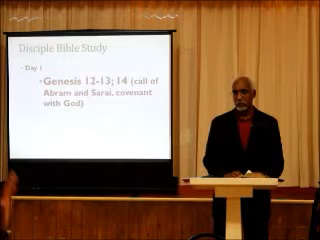 Disciple Bible Study
• Day 1
• Genesis 12-13; 14 (call of
Abram and Sarai, covenant
with God)